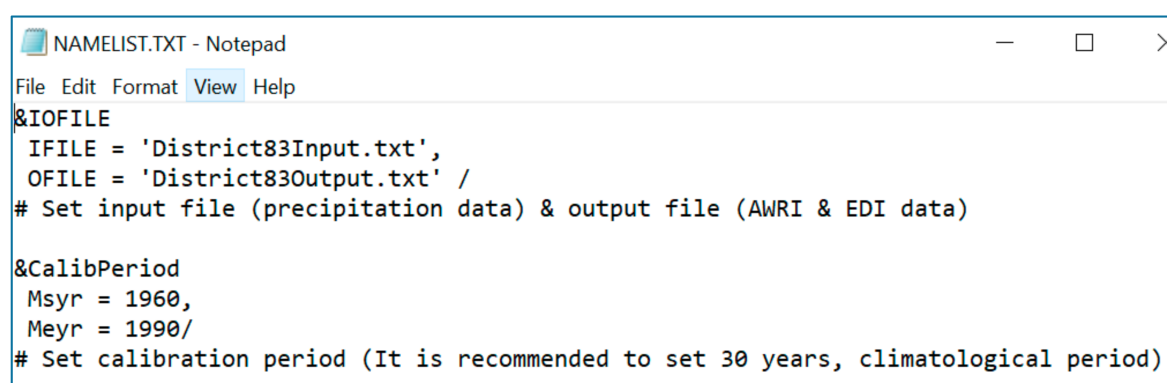 NAMELIST.TXT - Notepad
File Edit Format View Help
&IOFILE
IFILE = 'District83Input.txt',
OFILE = 'District83Output.txt' /
# Set input file (precipitation data) & output file (AWRI & EDI data)
&CalibPeriod
Msyr = 1960,
Meyr = 1990/
# Set calibration period (It is recommended to set 30 years, climatological period)